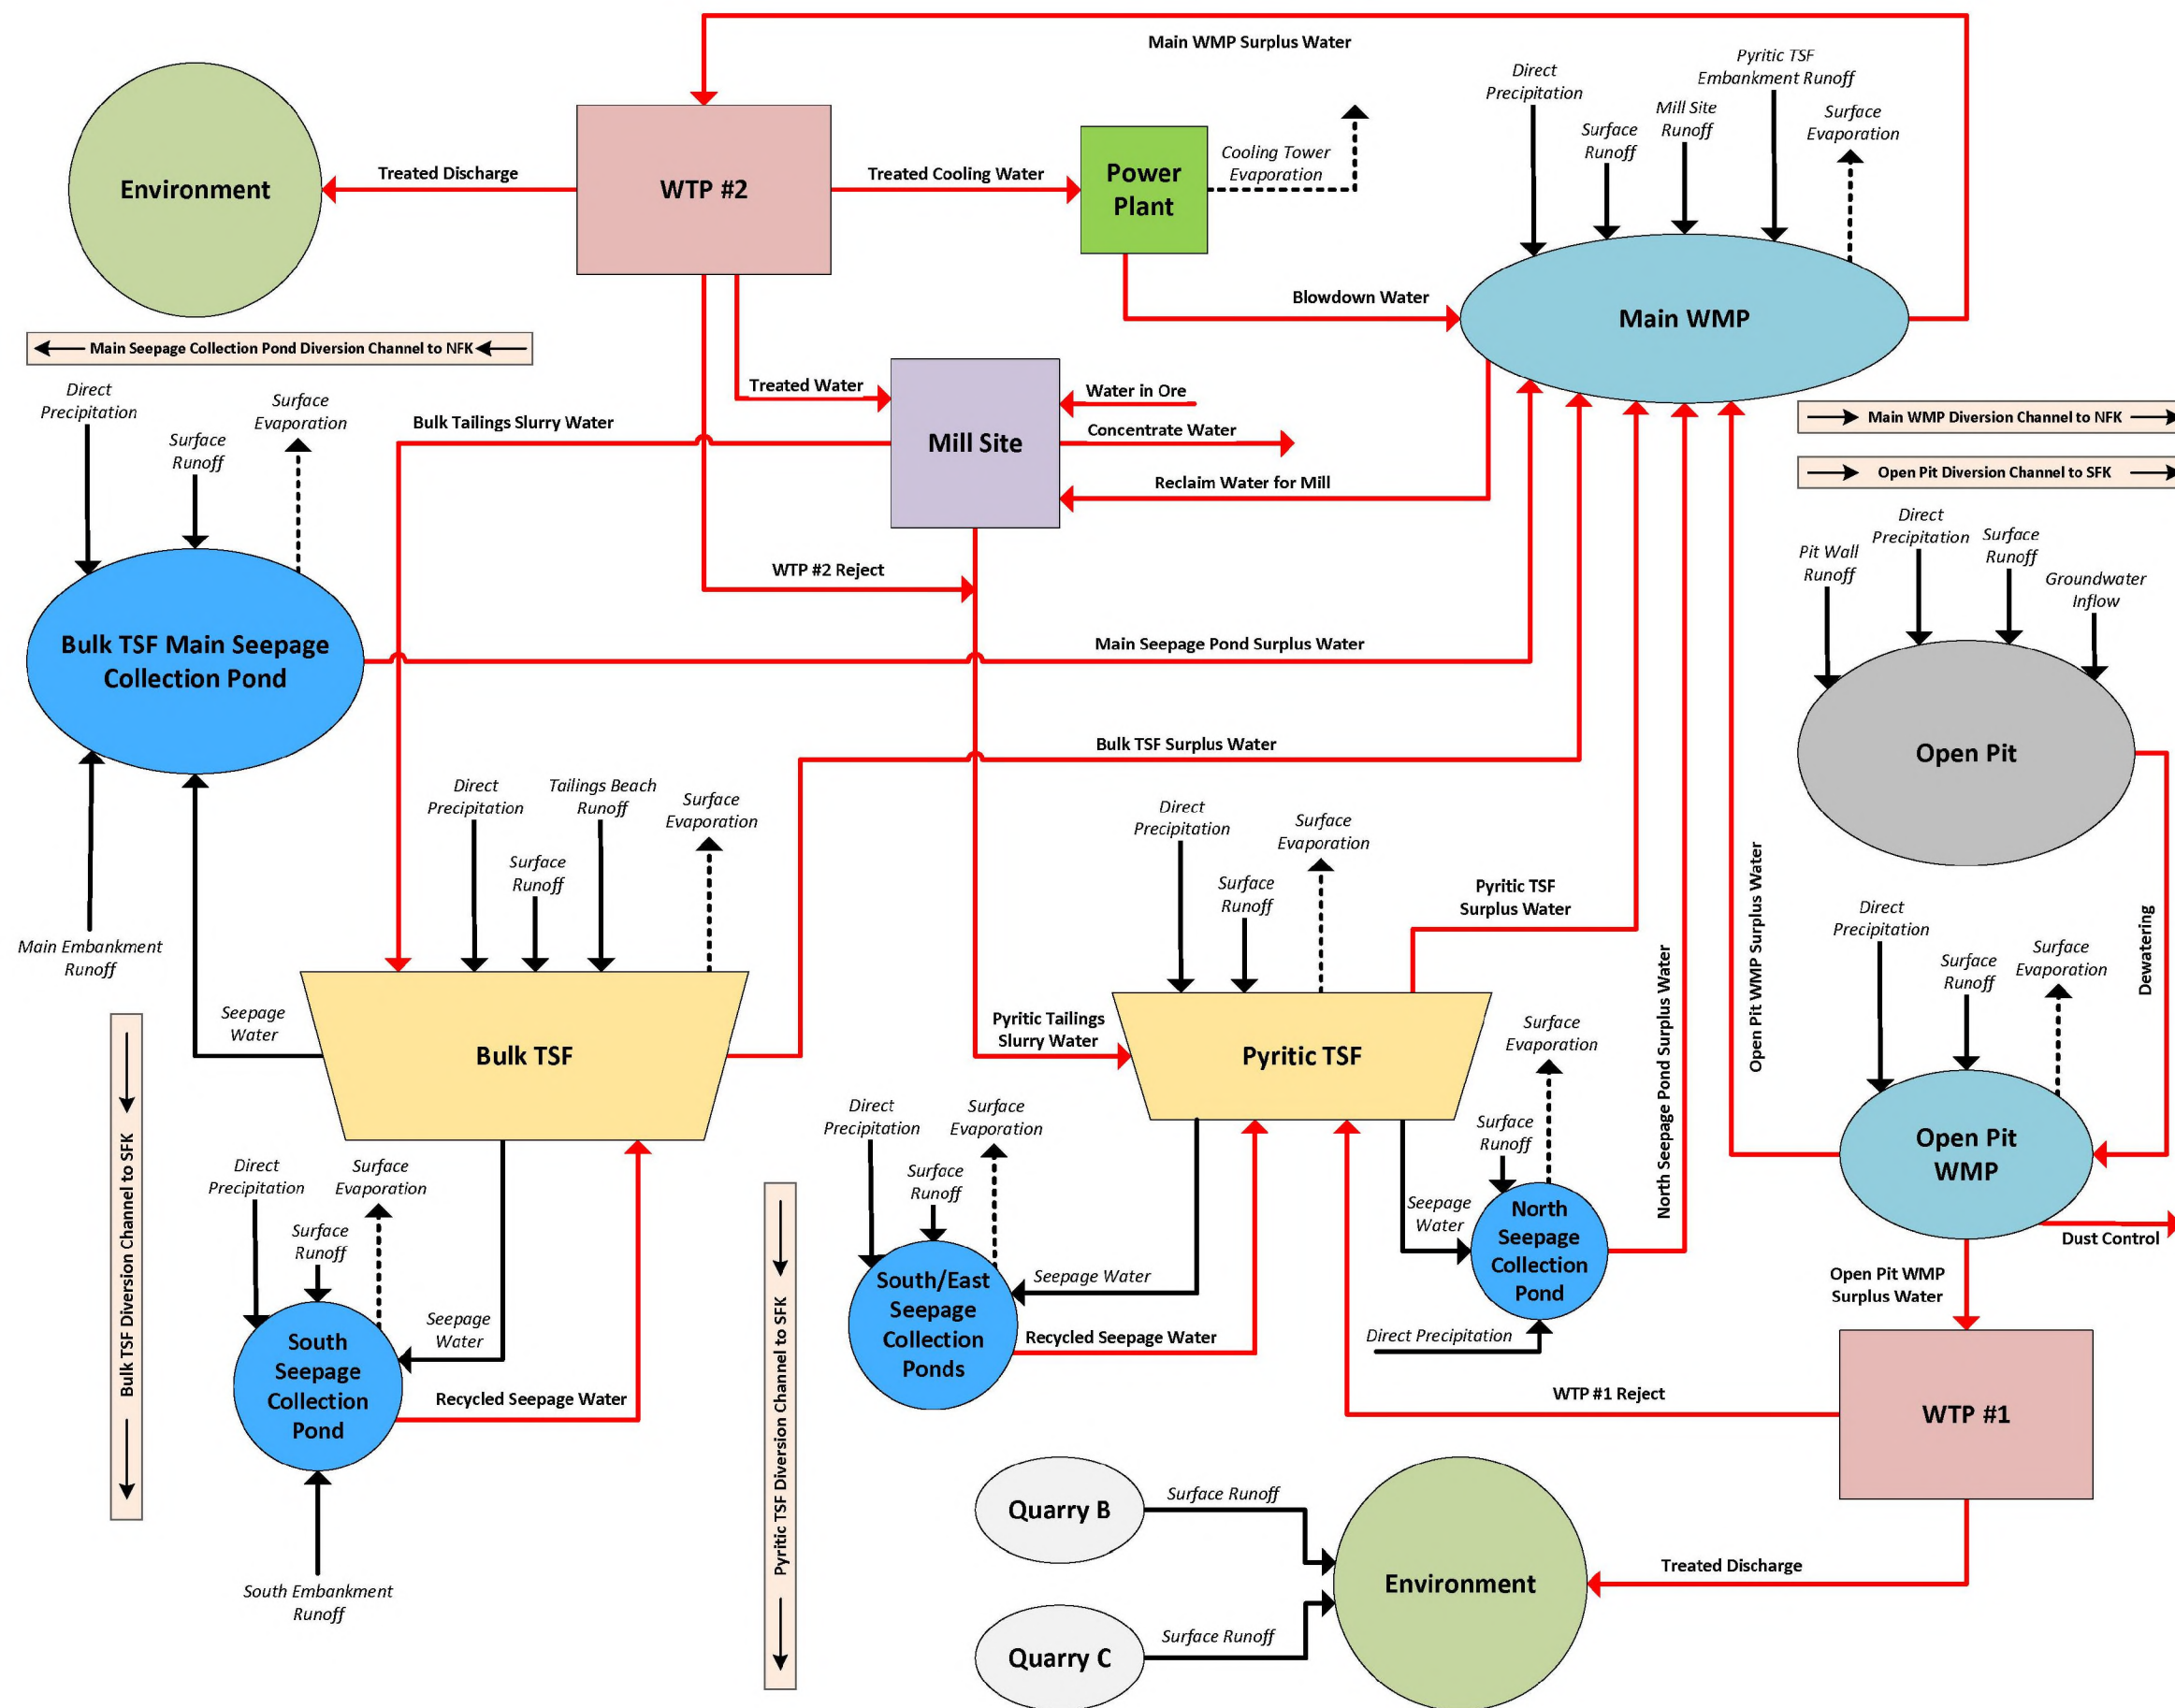 Main WMP Surplus Water
Direct
Precipitation
Pyritic TSF
Embankment Runoff
Mill Site
Runoff
Surface
Runoff
Surface
Evaporation
Environment
Treated Discharge
WTP #2
Treated Cooling Water
Power
Plant
Cooling Tower
Evaporation
Blowdown Water
Main WMP
Main Seepage Collection Pond Diversion Channel to NFK
Direct
Precipitation
Surface
Runoff
Surface
Evaporation
Treated Water
Bulk Tailings Slurry Water
Mill Site
Water in Ore
Concentrate Water
Reclaim Water for Mill
Main WMP Diversion Channel to NFK
Open Pit Diversion Channel to SFK
WTP #2 Reject
Pit Wall
Runoff
Direct
Precipitation
Surface
Runoff
Groundwater
Inflow
Bulk TSF Main Seepage
Collection Pond
Main Seepage Pond Surplus Water
Open Pit
Bulk TSF Surplus Water
Main Embankment
Runoff
Direct
Precipitation
Surface
Runoff
Tailings Beach
Runoff
Surface
Evaporation
Direct
Precipitation
Surface
Runoff
Surface
Evaporation
Pyritic TSF
Surplus Water
North Seepage Pond Surplus Water
Open Pit WMP Surplus Water
Direct
Precipitation
Surface
Runoff
Surface
Evaporation
Dewatering
Seepage
Water
Bulk TSF
Pyritic Tailings
Slurry Water
Pyritic TSF
Surface
Evaporation
Surface
Runoff
Open Pit
WMP
Dust Control
Bulk TSF Diversion Channel to SFK
Direct
Precipitation
Surface
Runoff
Surface
Evaporation
Seepage
Water
South
Seepage
Collection
Pond
Recycled Seepage Water
South Embankment
Runoff
Pyritic TSF Diversion Channel to SFK
Direct
Precipitation
Surface
Runoff
Surface
Evaporation
South/East
Seepage
Collection
Ponds
Seepage Water
Recycled Seepage Water
Seepage
Water
North
Seepage
Collection
Pond
Direct Precipitation
Open Pit WMP
Surplus Water
WTP #1 Reject
WTP #1
Quarry B
Surface Runoff
Environment
Treated Discharge
Quarry C
Surface Runoff